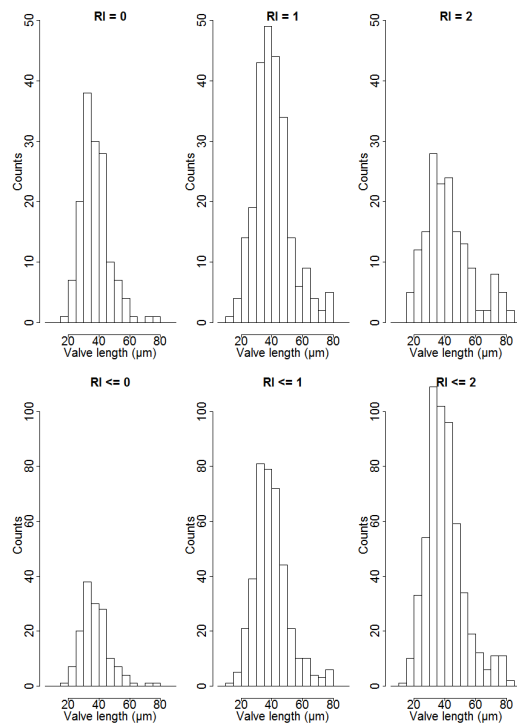 RI = 0
RI = 1
RI = 2
Counts
0 10 20 30 40 50
Counts
0 10 20 30 40 50
Counts
0 10 20 30 40 50
20 40 60 80
20 40 60 80
20 40 60 80
Valve length (µm)
Valve length (µm)
Valve length (µm)
RI <= 0
RI <= 1
RI <= 2
Counts
0 20 40 60 80 100
Counts
0 20 40 60 80 100
Counts
0 20 40 60 80 100
20 40 60 80
20 40 60 80
20 40 60 80
Valve length (µm)
Valve length (µm)
Valve length (µm)